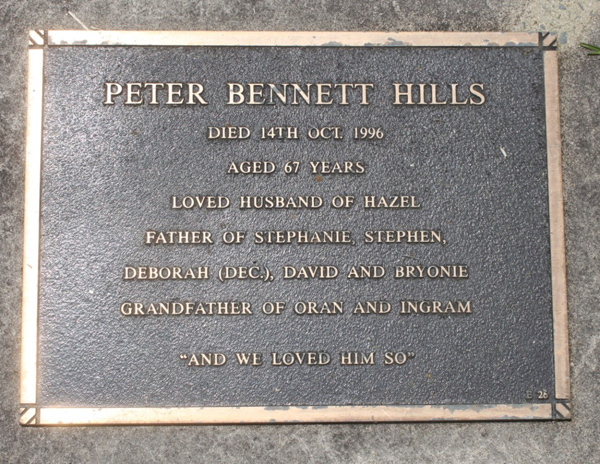 PETER BENNETT HILLS
DIED 14TH OCT. 1996
AGED 67 YEARS
LOVED HUSBAND OF HAZEL
FATHER OF STEPHANIE, STEPHEN,
DEBORAH (DEC.), DAVID AND BRYONIE
GRANDFATHER OF ORAN AND INGRAM
"AND WE LOVED HIM SO"
26